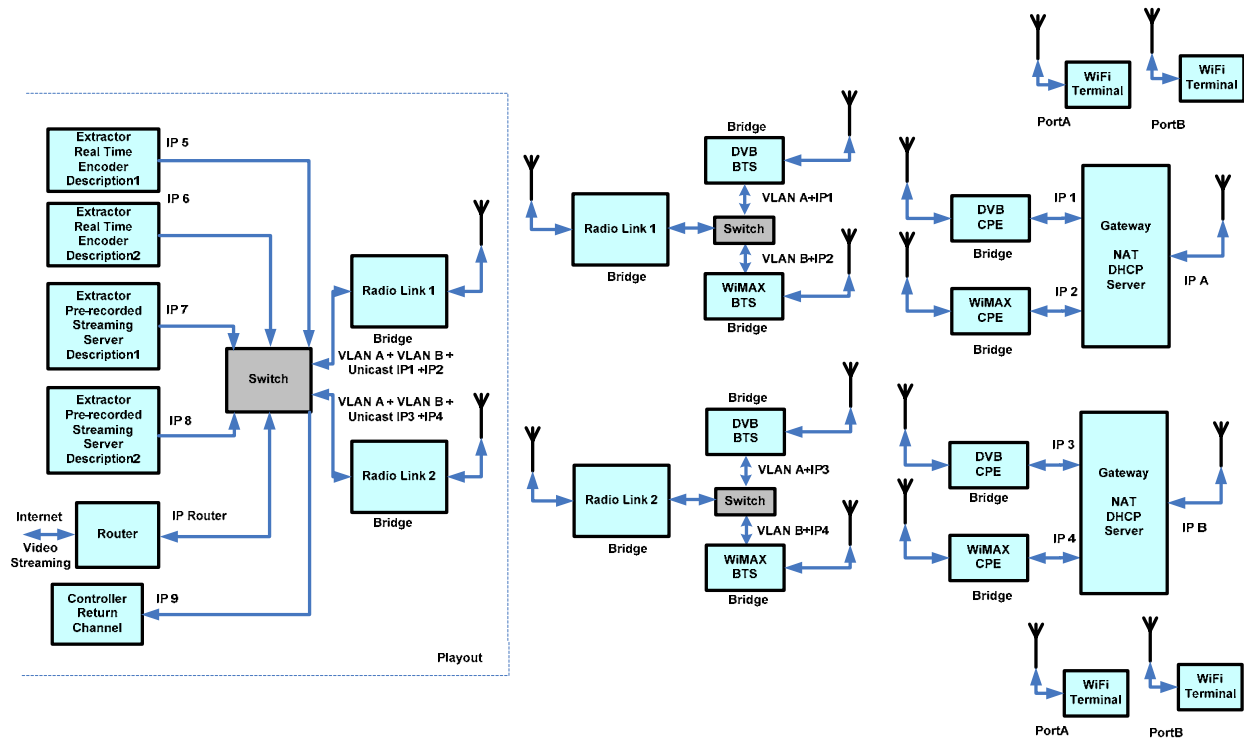 Extractor
Real Time
Encoder
Description1
IP 5
Extractor
Real Time
Encoder
Description2
IP 6
Extractor
Pre-recorded
Streaming
Server
Description1
IP 7
Extractor
Pre-recorded
Streaming
Server
Description2
IP 8
Internet
Video
Streaming
Router
IP Router
Controller
Return
Channel
IP 9
Switch
Radio Link 1
Bridge
VLAN A + VLAN B +
Unicast IP1 +IP2
VLAN A + VLAN B +
Unicast IP3 +IP4
Radio Link 2
Bridge
Playout
Radio Link 1
Bridge
Bridge
DVB
BTS
VLAN A+IP1
Switch
VLAN B+IP2
WiMAX
BTS
Bridge
Radio Link 2
Bridge
DVB
BTS
VLAN A+IP3
Switch
VLAN B+IP4
WiMAX
BTS
Bridge
WiFi
Terminal
PortA
WiFi
Terminal
PortB
DVB
CPE
Bridge
IP 1
WiMAX
CPE
Bridge
IP 2
Gateway
NAT
DHCP
Server
IP A
DVB
CPE
Bridge
IP 3
WiMAX
CPE
Bridge
IP 4
Gateway
NAT
DHCP
Server
IP B
WiFi
Terminal
PortA
WiFi
Terminal
PortB